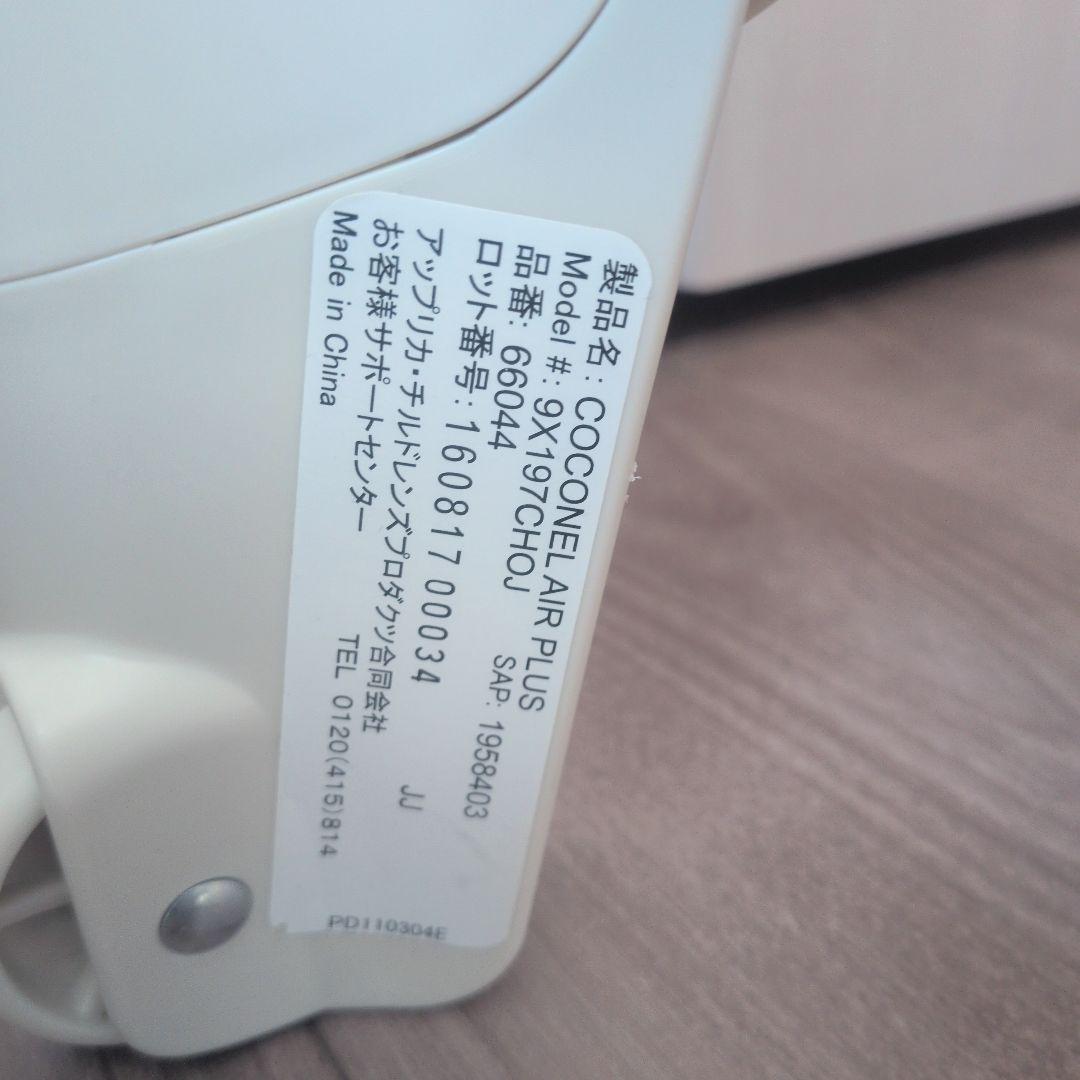 製品名: COCONEL AIR PLUS
Model #: 9X197CHOJ
品番: 66044 SAP: 1958403
ロット番号: 160817 00034 JJ
アップリカ・チルドレンズプロダクツ合同会社
お客様サポートセンター TEL 0120(415)814
Made in China
PD110304E